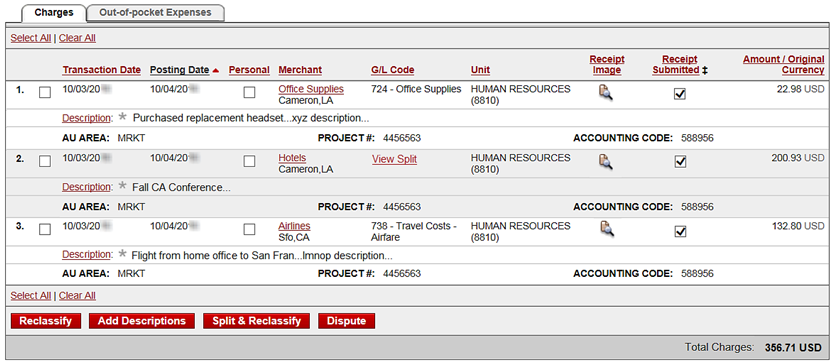 Charges Out-of-pocket Expenses
Select All | Clear All
Transaction Date Posting Date Personal Merchant G/L Code Unit Receipt Image Receipt Submitted ‡ Amount / Original Currency
1. 10/03/20 10/04/20 Office Supplies 724 - Office Supplies HUMAN RESOURCES 22.98 USD
Cameron,LA (8810)
Description: * Purchased replacement headset...xyz description...
AU AREA: MRKT PROJECT #: 4456563 ACCOUNTING CODE: 588956
2. 10/03/20 10/04/20 Hotels View Split HUMAN RESOURCES 200.93 USD
Cameron,LA (8810)
Description: * Fall CA Conference...
AU AREA: MRKT PROJECT #: 4456563 ACCOUNTING CODE: 588956
3. 10/03/20 10/04/20 Airlines 738 - Travel Costs - HUMAN RESOURCES 132.80 USD
Sfo,CA Airfare (8810)
Description: * Flight from home office to San Fran...lmnop description...
AU AREA: MRKT PROJECT #: 4456563 ACCOUNTING CODE: 588956
Select All | Clear All
Reclassify Add Descriptions Split & Reclassify Dispute
Total Charges: 356.71 USD